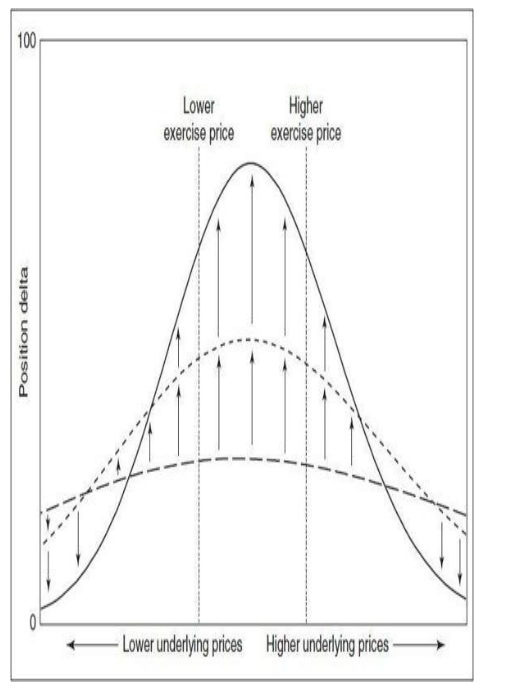 100
Lower
exercise price
Higher
exercise price
Position delta
0
Lower underlying prices
Higher underlying prices